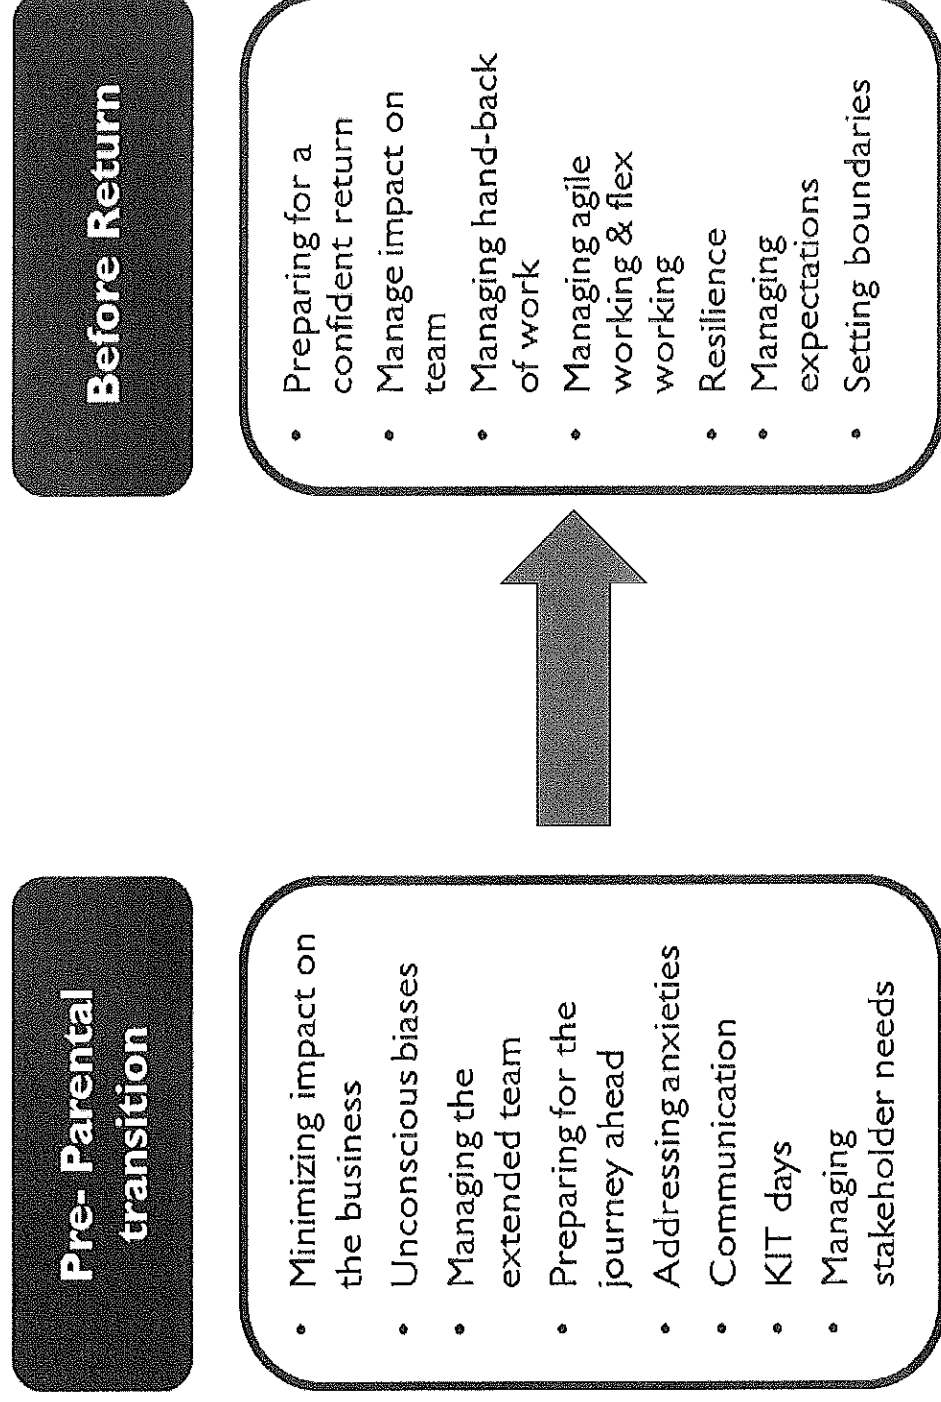 Pre- Parental
transition
• Minimizing impact on
the business
• Unconscious biases
• Managing the
extended team
• Preparing for the
journey ahead
• Addressing anxieties
• Communication
• KIT days
• Managing
stakeholder needs
Before Return
• Preparing for a
confident return
• Manage impact on
team
• Managing hand-back
of work
• Managing agile
working & flex
working
• Resilience
• Managing
expectations
• Setting boundaries